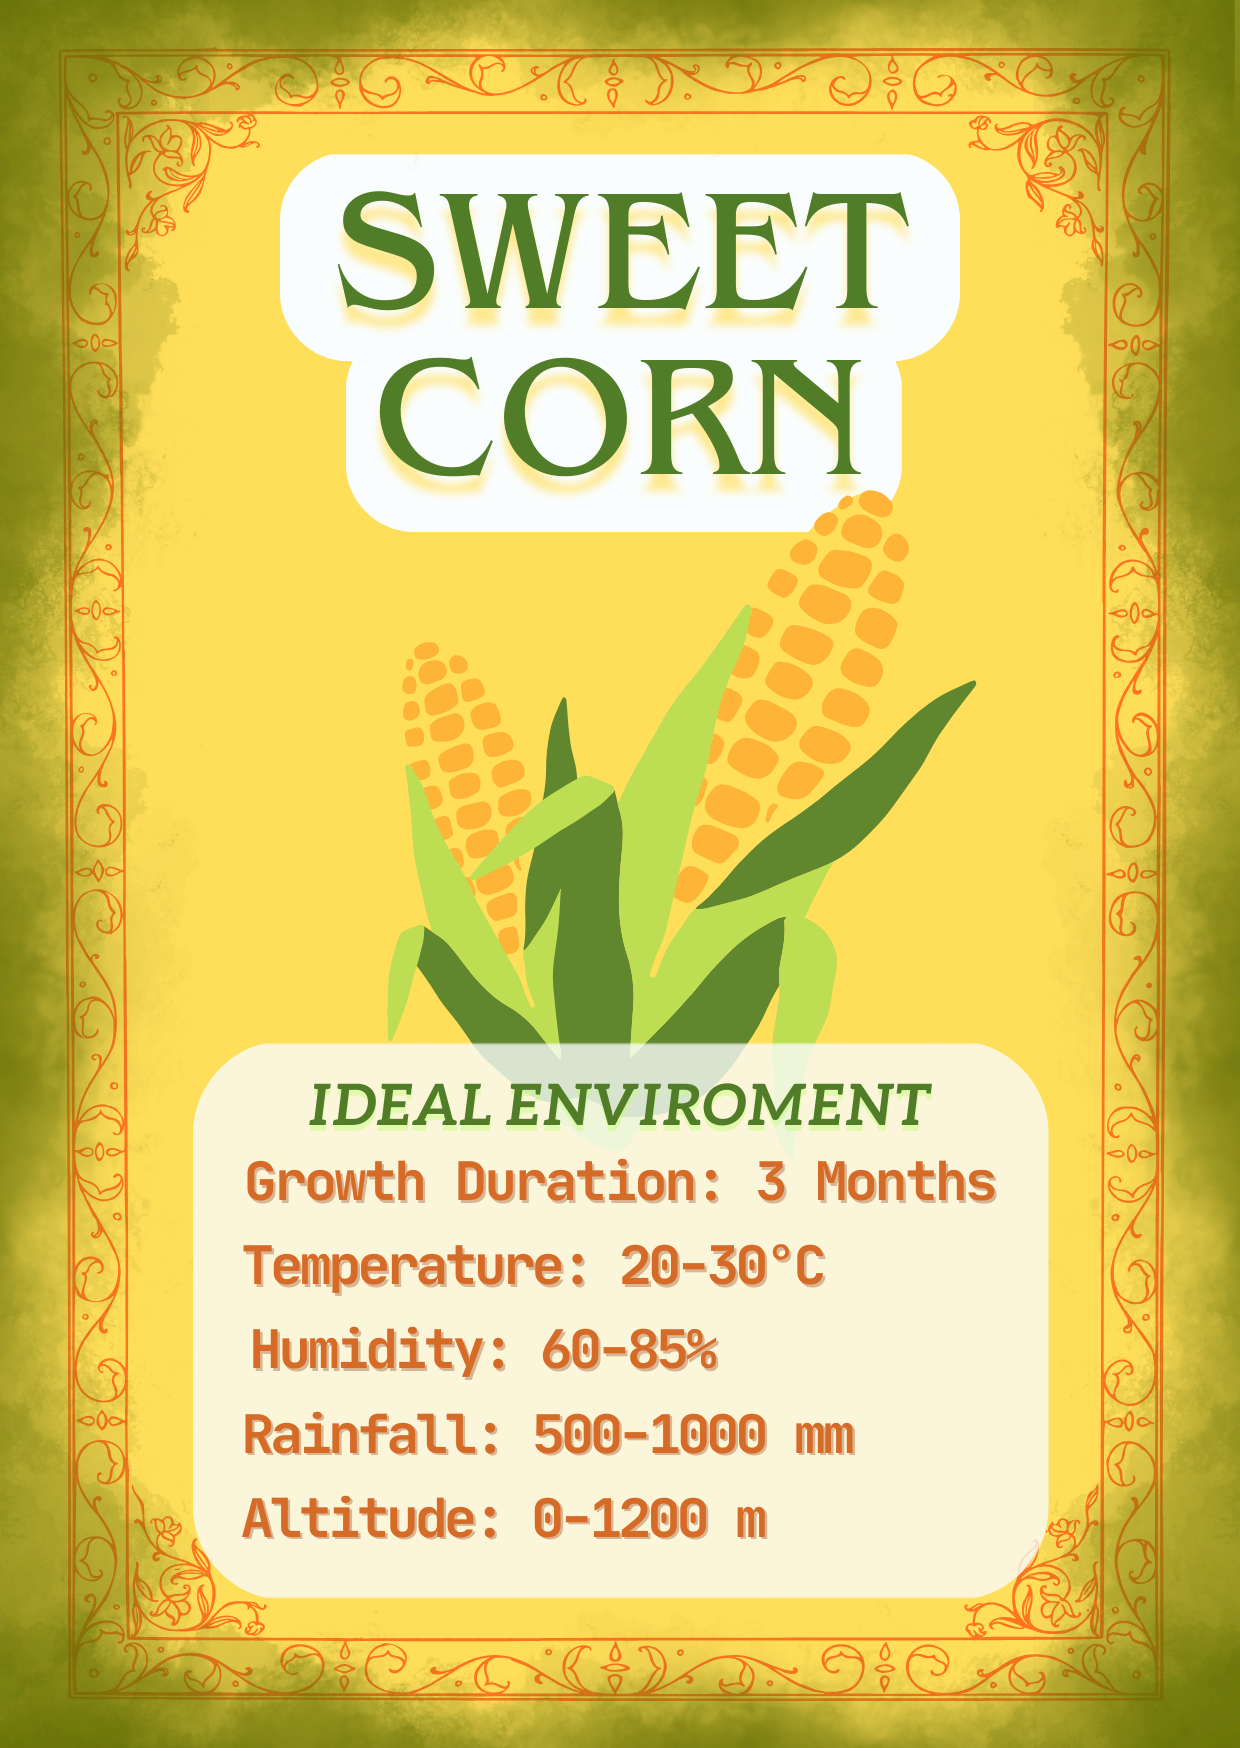 SWEET
CORN
IDEAL ENVIROMENT
Growth Duration: 3 Months
Temperature: 20-30°C
Humidity: 60-85%
Rainfall: 500-1000 mm
Altitude: 0-1200 m